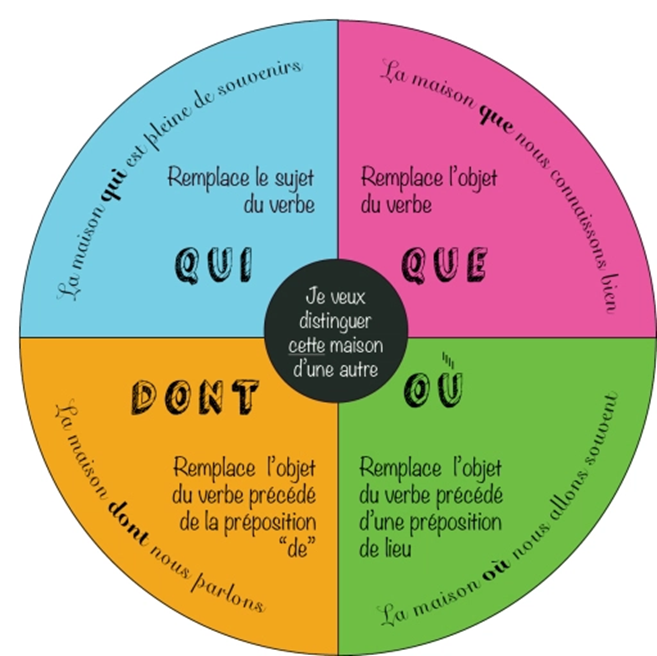 La maison qui est pleine de souvenirs
Remplace le sujet
du verbe
QUI
La maison que nous connaissons bien
Remplace l'objet
du verbe
QUE
Je veux
distinguer
cette maison
d'une autre
DONT
Remplace l'objet
du verbe précédé
de la préposition
"de"
La maison dont nous parlons
OÙ
Remplace l'objet
du verbe précédé
d'une préposition
de lieu
La maison où nous allons souvent